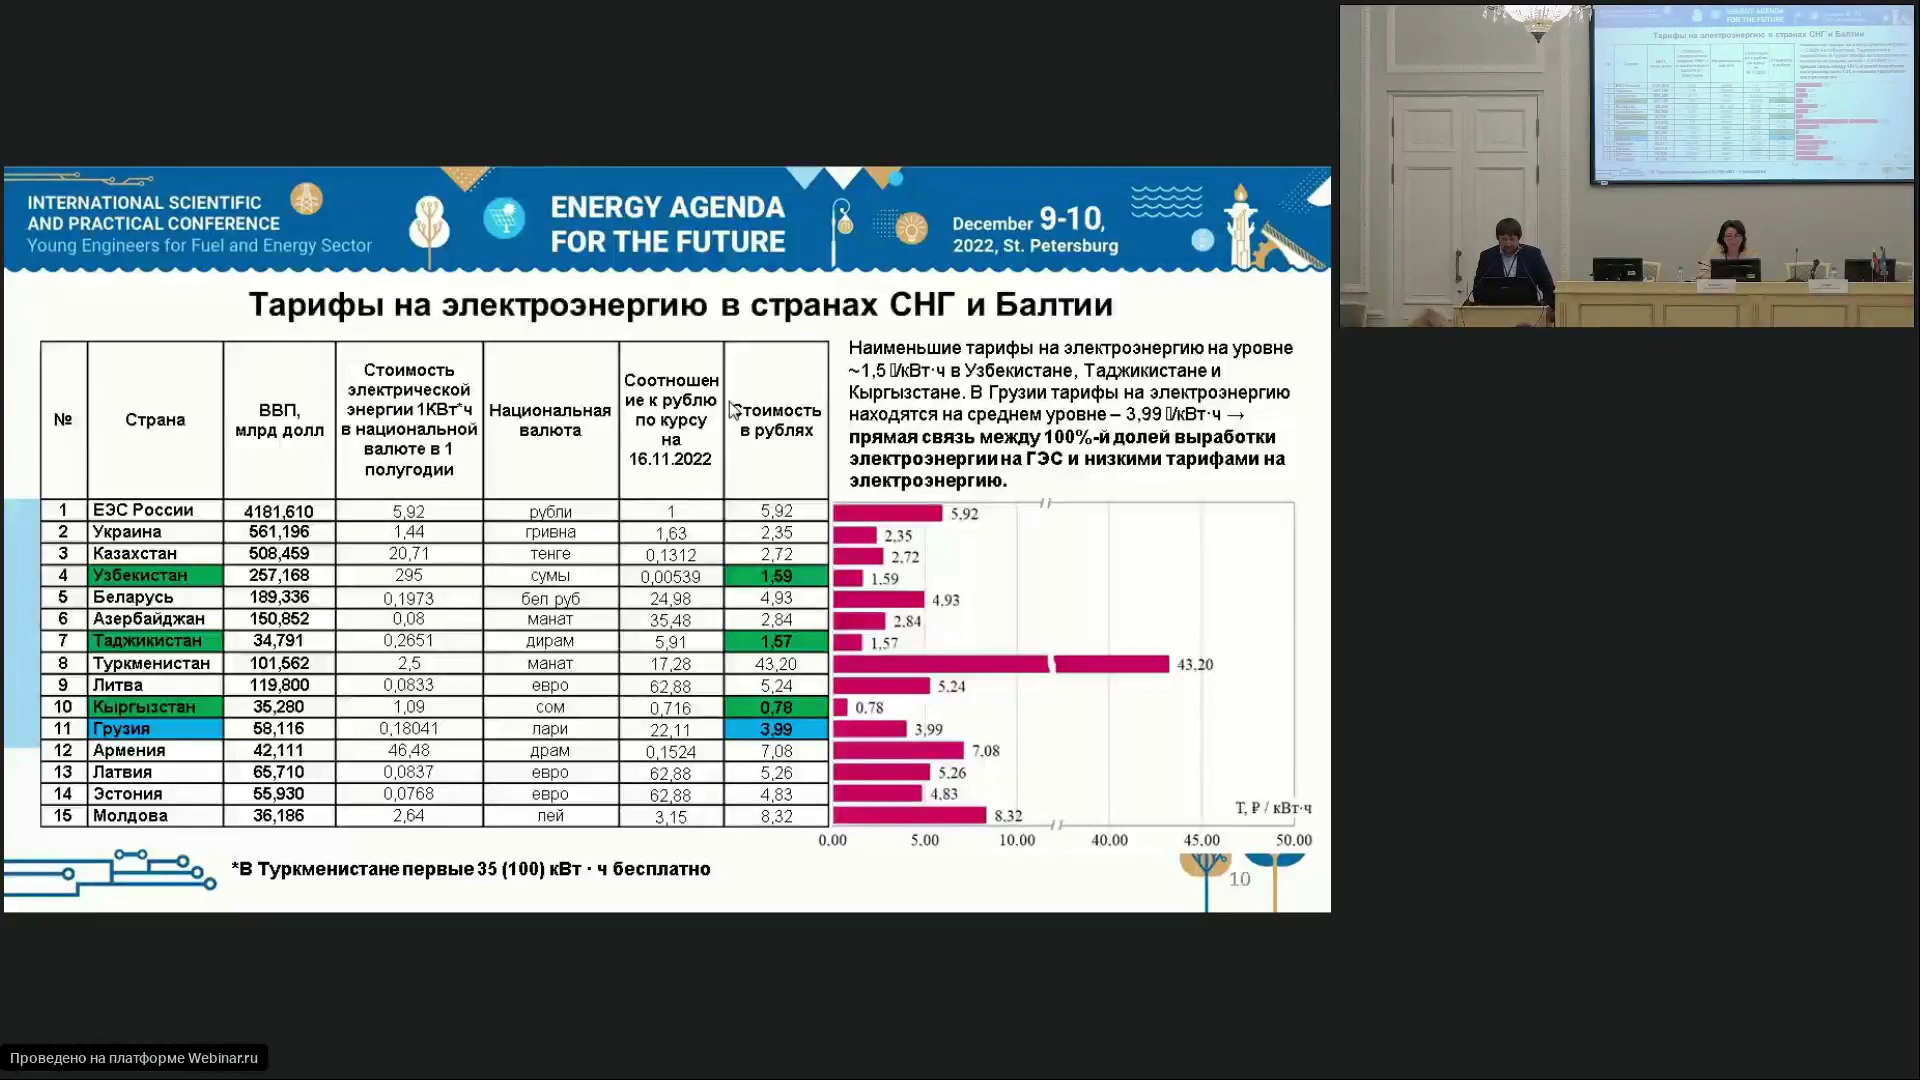 INTERNATIONAL SCIENTIFIC
AND PRACTICAL CONFERENCE
Young Engineers for Fuel and Energy Sector
ENERGY AGENDA
FOR THE FUTURE
December 9-10,
2022, St. Petersburg
Тарифы на электроэнергию в странах СНГ и Балтии
№
Страна
ВВП,
млрд долл
Стоимость
электрической
энергии 1КВт*ч
в национальной
валюте в 1
полугодии
Национальная
валюта
Соотношен
ие к рублю
по курсу
на
16.11.2022
Стоимость
в рублях
1 ЕЭС России 4181,610 5,92 рубли 1 5,92
2 Украина 561,196 1,44 гривна 1,63 2,35
3 Казахстан 508,459 20,71 тенге 0,1312 2,72
4 Узбекистан 257,168 295 сумы 0,00539 1,59
5 Беларусь 189,336 0,1973 бел руб 24,98 4,93
6 Азербайджан 150,852 0,08 манат 35,48 2,84
7 Таджикистан 34,791 0,2651 дирам 5,91 1,57
8 Туркменистан 101,562 2,5 манат 17,28 43,20
9 Литва 119,800 0,0833 евро 62,88 5,24
10 Кыргызстан 35,280 1,09 сом 0,716 0,78
11 Грузия 58,116 0,18041 лари 22,11 3,99
12 Армения 42,111 46,48 драм 0,1524 7,08
13 Латвия 65,710 0,0837 евро 62,88 5,26
14 Эстония 55,930 0,0768 евро 62,88 4,83
15 Молдова 36,186 2,64 лей 3,15 8,32
Наименьшие тарифы на электроэнергию на уровне
~1,5 /кВт·ч в Узбекистане, Таджикистане и
Кыргызстане. В Грузии тарифы на электроэнергию
находятся на среднем уровне – 3,99 /кВт·ч →
прямая связь между 100%-й долей выработки
электроэнергии на ГЭС и низкими тарифами на
электроэнергию.
5,92
2,35
2,72
1.59
4,93
2,84
1,57
43,20
5,24
0.78
3,99
7,08
5,26
4,83
8,32
Т, ₽ / кВт·ч
0.00 5.00 10.00 40.00 45.00 50.00
*В Туркменистане первые 35 (100) кВт · ч бесплатно
10
Проведено на платформе Webinar.ru
ENERGY AGENDA
FOR THE FUTURE
Тарифы на электроэнергию в странах СНГ и Балтии